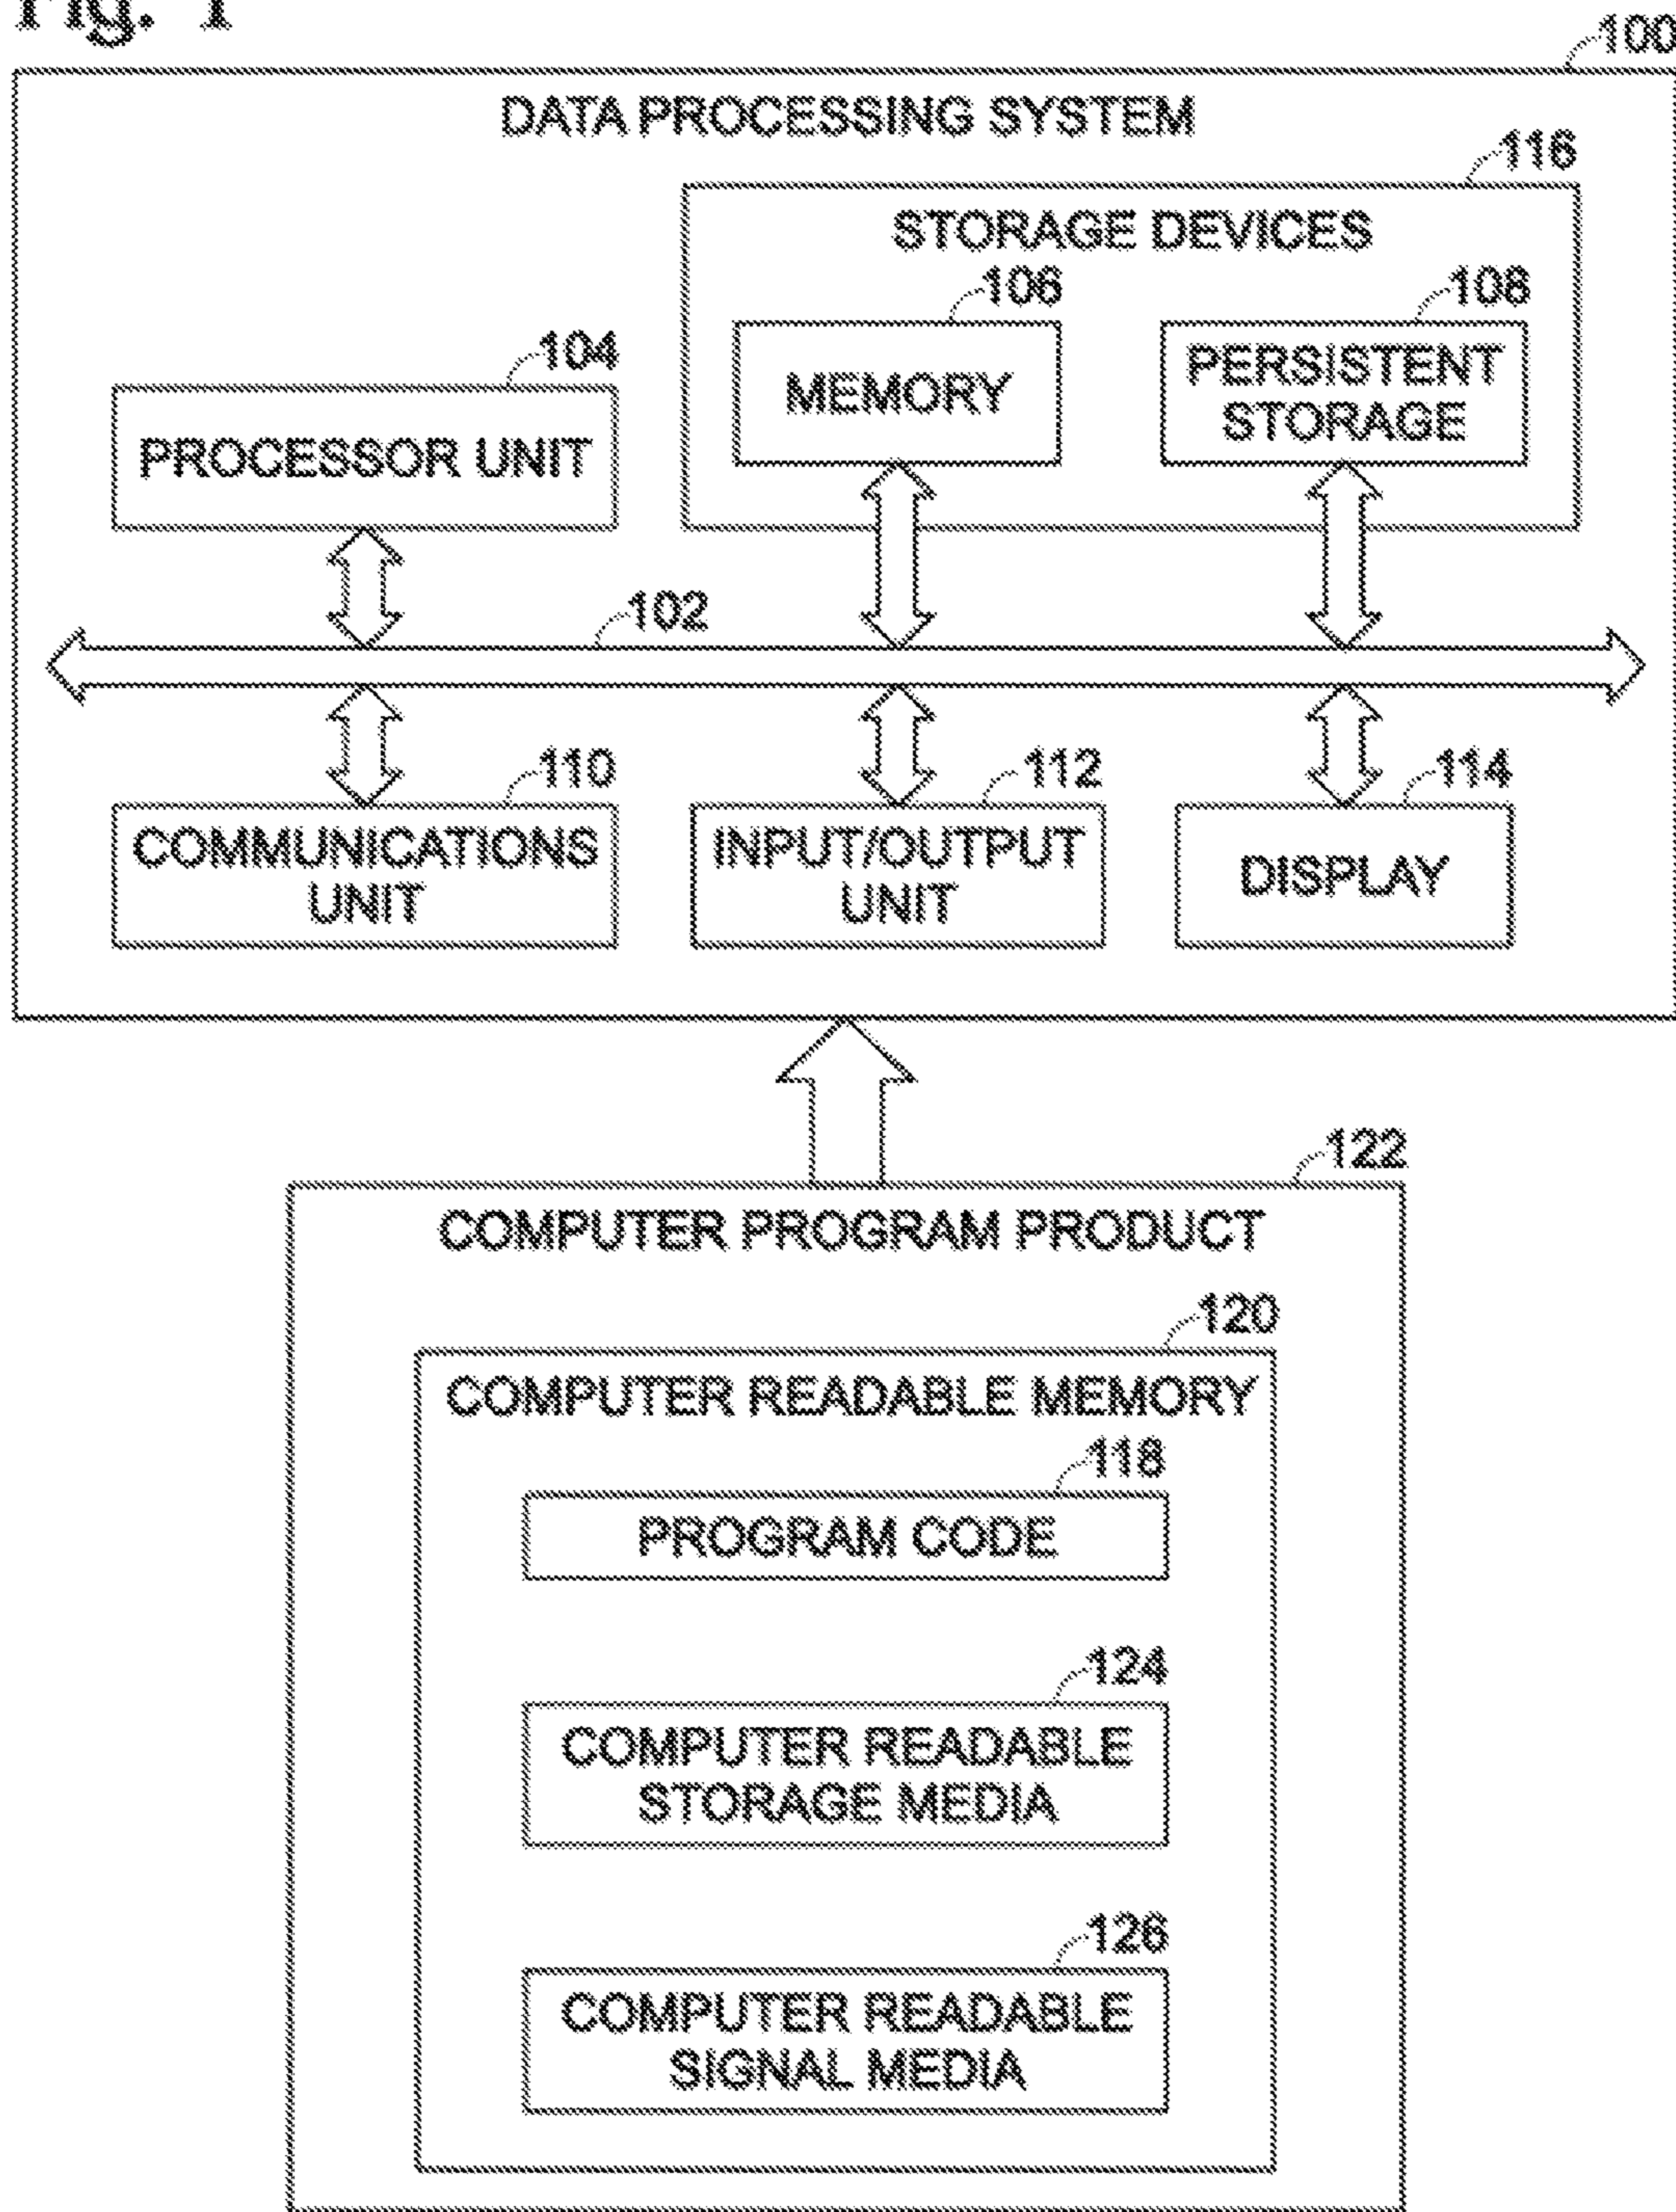 Fig. 1
100
DATA PROCESSING SYSTEM
116
STORAGE DEVICES
106
108
104
MEMORY
PERSISTENT
STORAGE
PROCESSOR UNIT
102
110
112
114
COMMUNICATIONS
UNIT
INPUT/OUTPUT
UNIT
DISPLAY
122
COMPUTER PROGRAM PRODUCT
120
COMPUTER READABLE MEMORY
118
PROGRAM CODE
124
COMPUTER READABLE
STORAGE MEDIA
126
COMPUTER READABLE
SIGNAL MEDIA